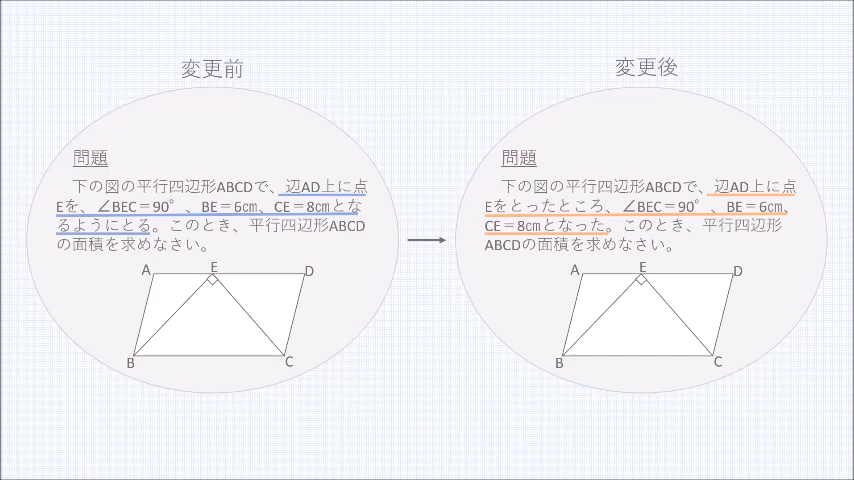 変更前
問題
下の図の平行四辺形ABCDで、辺AD上に点
Eを、∠BEC＝90°、BE＝6㎝、CE＝8㎝とな
るようにとる。このとき、平行四辺形ABCD
の面積を求めなさい。
A E D
B C
変更後
問題
下の図の平行四辺形ABCDで、辺AD上に点
Eをとったところ、∠BEC＝90°、BE＝6㎝、
CE＝8㎝となった。このとき、平行四辺形
ABCDの面積を求めなさい。
A E D
B C